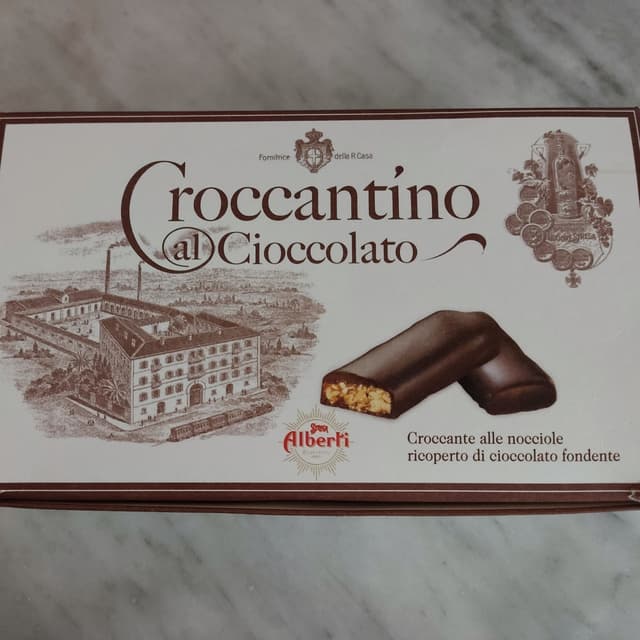 Fornitrice della R.Casa
Croccantino
al Cioccolato
Strega
Alberti
Croccante alle nocciole
ricoperto di cioccolato fondente